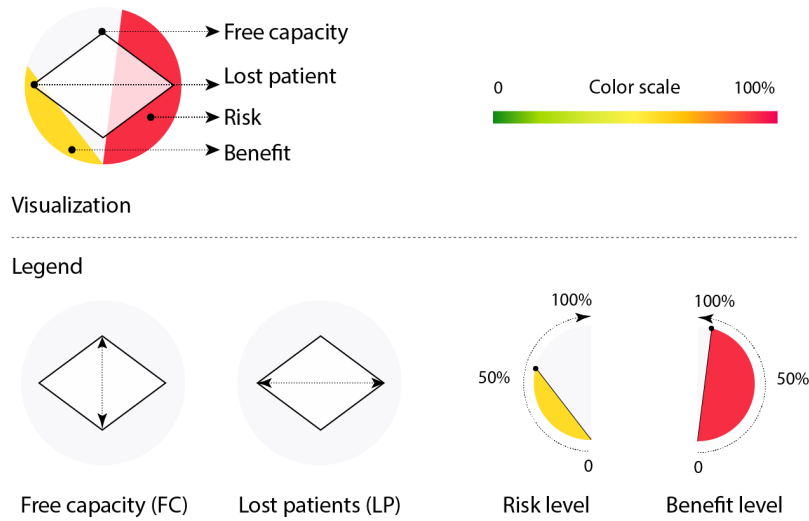 Free capacity
Lost patient
Risk
Benefit
0 Color scale 100%
Visualization
Legend
100%
50%
0
100%
50%
0
Free capacity (FC)
Lost patients (LP)
Risk level
Benefit level